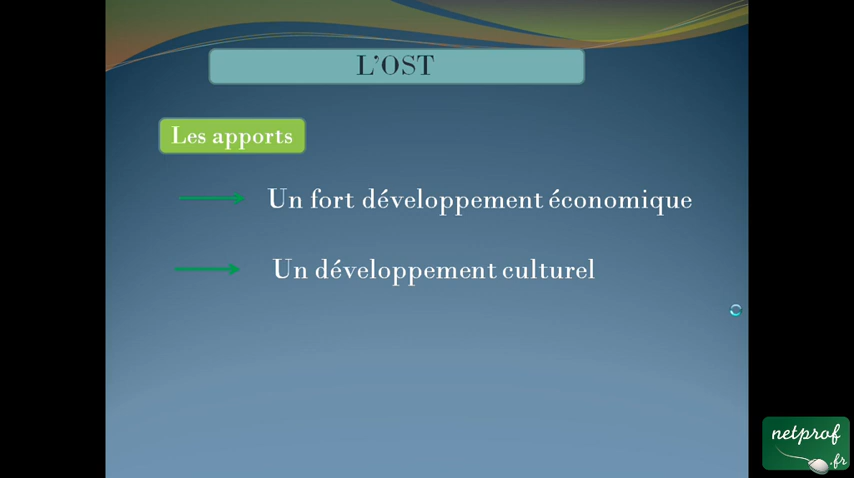 L'OST
Les apports
Un fort développement économique
Un développement culturel
netprof
.fr